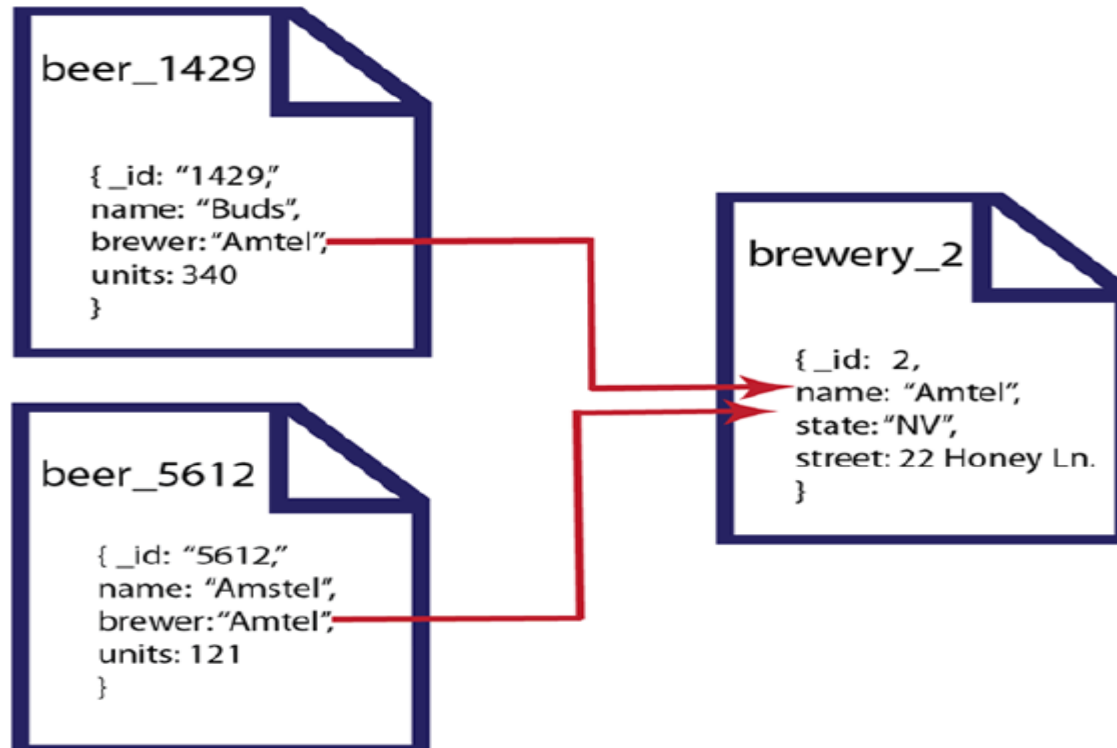 beer_1429
{ _id: “1429,”
name: “Buds”,
brewer: “Amtel”,
units: 340
}
beer_5612
{ _id: “5612,”
name: “Amstel”,
brewer: “Amtel”,
units: 121
}
brewery_2
{ _id: 2,
name: “Amtel”,
state: “NV”,
street: 22 Honey Ln.
}